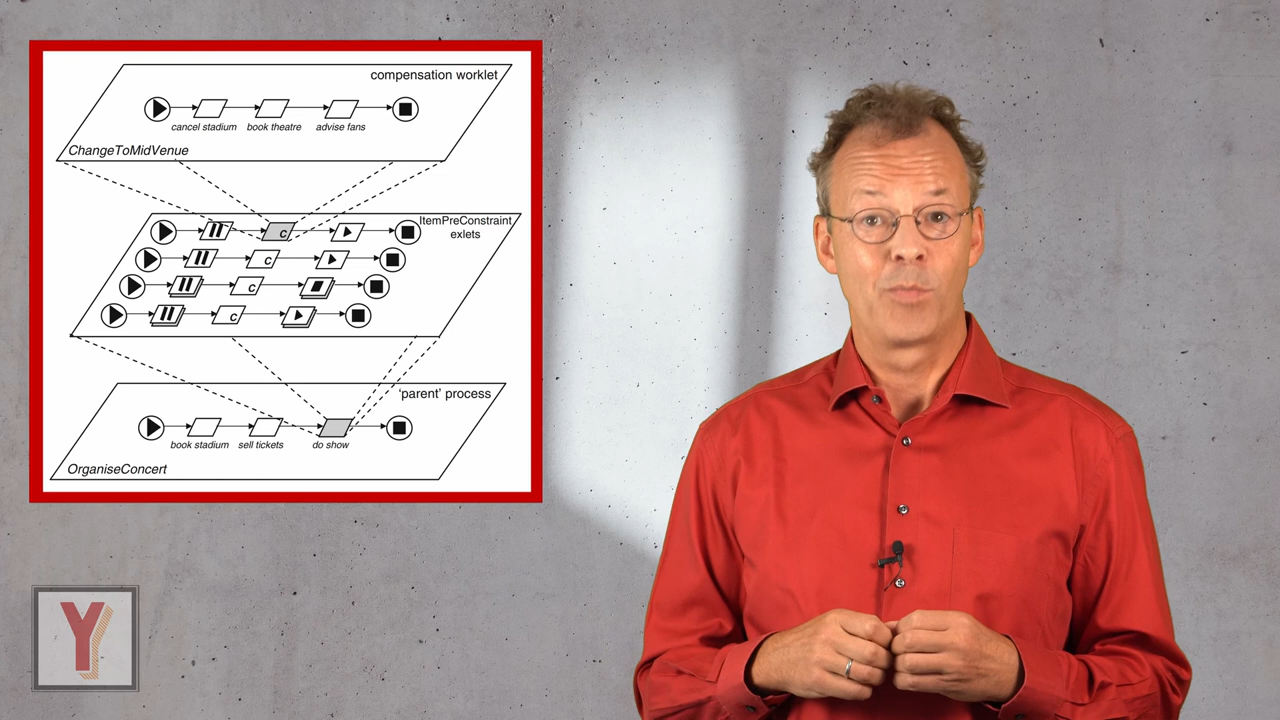 compensation worklet
cancel stadium book theatre advise fans
ChangeToMidVenue
ItemPreConstraint
exlets
c
c
c
c
'parent' process
book stadium sell tickets do show
OrganiseConcert
Y